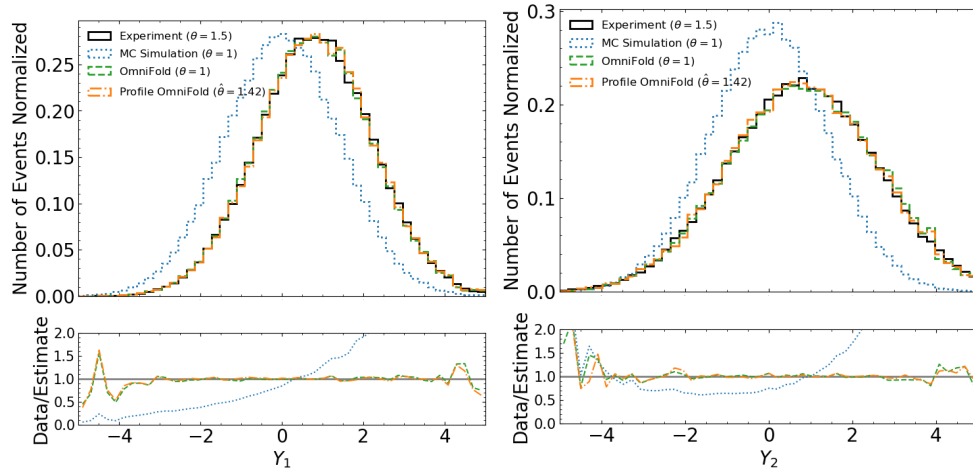 Number of Events Normalized
0.25
0.20
0.15
0.10
0.05
0.00
Experiment (θ = 1.5)
MC Simulation (θ = 1)
OmniFold (θ = 1)
Profile OmniFold (θ̂ = 1.42)
Data/Estimate
2.0
1.5
1.0
0.5
0.0
−4 −2 0 2 4
Y₁
Number of Events Normalized
0.3
0.2
0.1
0.0
Experiment (θ = 1.5)
MC Simulation (θ = 1)
OmniFold (θ = 1)
Profile OmniFold (θ̂ = 1.42)
Data/Estimate
2.0
1.5
1.0
0.5
0.0
−4 −2 0 2 4
Y₂